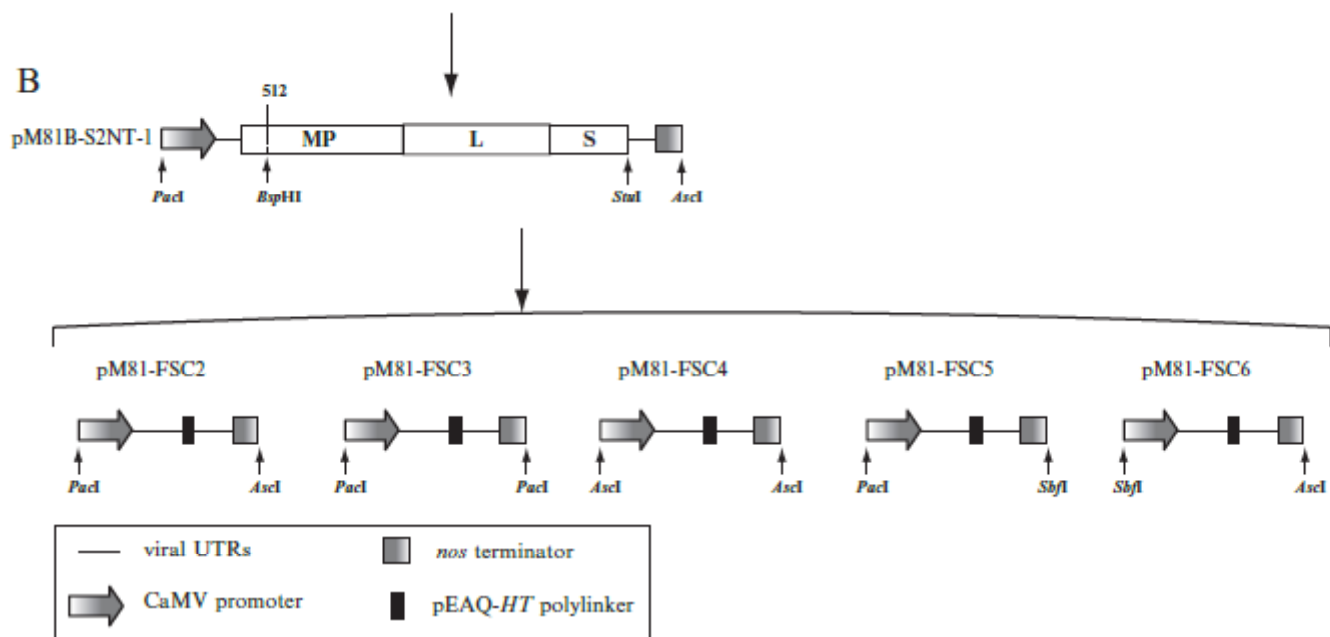 B
512
pM81B-S2NT-1
MP L S
PacI BspHI StuI AscI
pM81-FSC2 pM81-FSC3 pM81-FSC4 pM81-FSC5 pM81-FSC6
PacI AscI PacI PacI AscI AscI PacI SbfI SbfI AscI
viral UTRs nos terminator
CaMV promoter pEAQ-HT polylinker